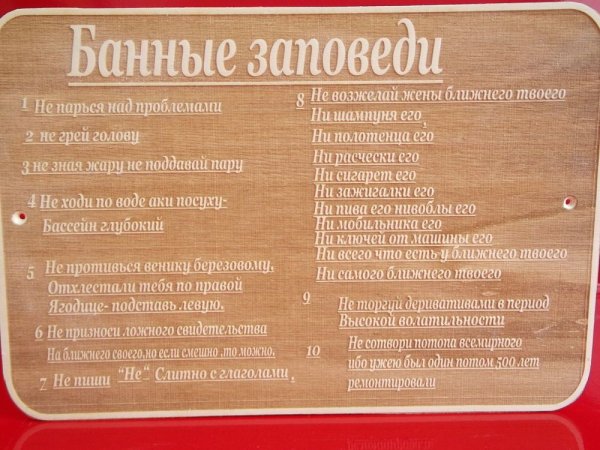 Банные заповеди
1 Не парься над проблемами
2 не грей голову
3 не зная жару не поддавай пару
4 Не ходи по воде аки посуху-
Бассейн глубокий
5 Не противься венику березовому,
Отхлестали тебя по правой
Ягодице- подставь левую.
6 Не призноси ложного свидетельства
На ближнего своего,но если смешно ,то можно.
7 Не пиши "Не" Слитно с глаголами .
8 Не возжелай жены ближнего твоего
Ни шампуня его
Ни полотенца его
Ни расчески его
Ни сигарет его
Ни зажигалки его
Ни пива его нивоблы его
Ни мобильника его
Ни ключей от машины его
Ни всего что есть у ближнего твоего
Ни самого ближнего твоего
9 Не торгуй деривативами в период
Высокой волатильности
10 Не сотвори потопа всемирного
ибо ужею был один потом 500 лет
ремонтировали